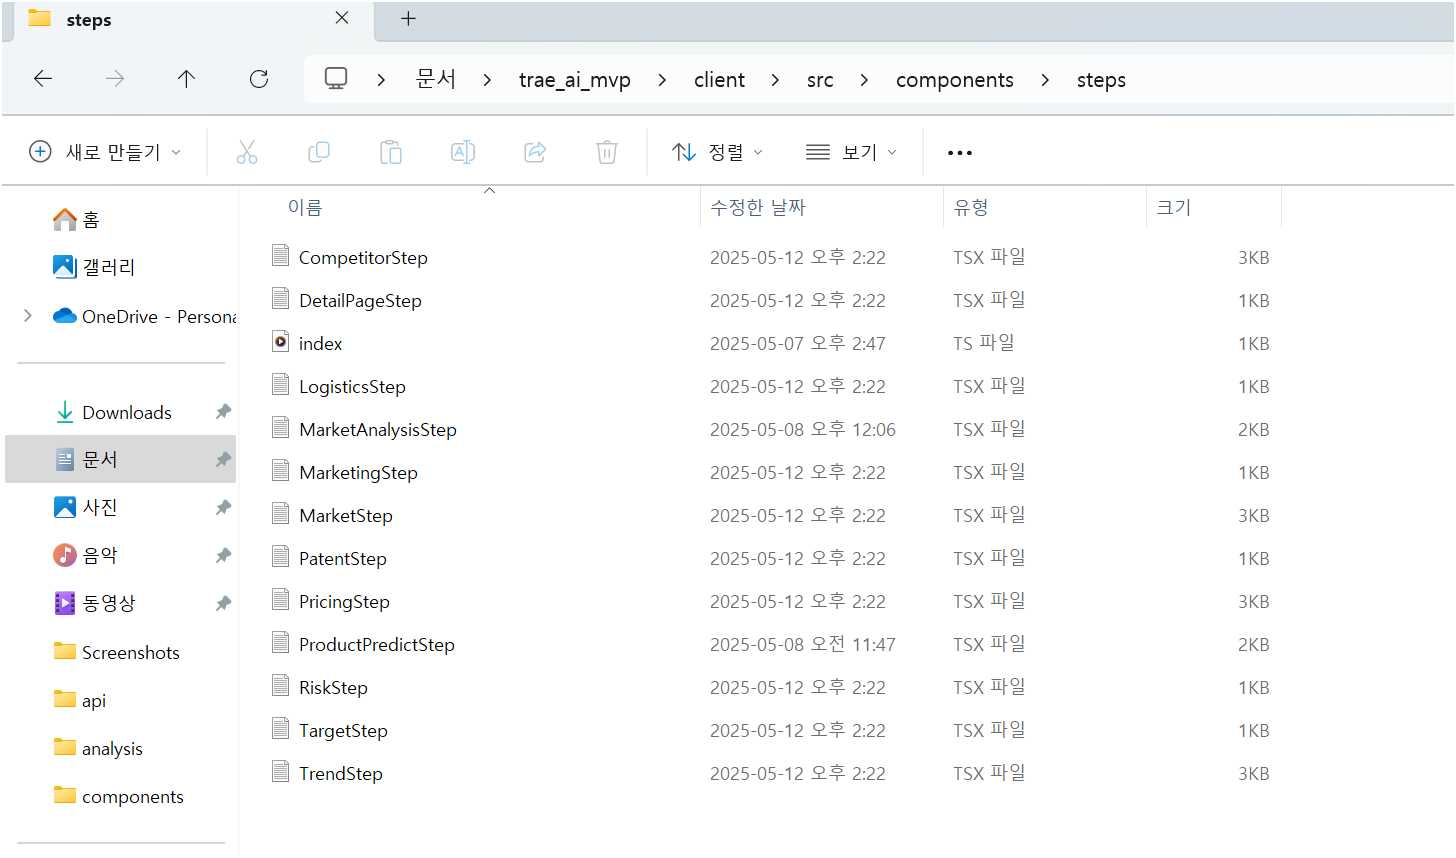 steps
문서 trae_ai_mvp client src components steps
새로 만들기 정렬 보기
이름 수정한 날짜 유형 크기
홈
갤러리
OneDrive - Persona
Downloads
문서
사진
음악
동영상
Screenshots
api
analysis
components
CompetitorStep 2025-05-12 오후 2:22 TSX 파일 3KB
DetailPageStep 2025-05-12 오후 2:22 TSX 파일 1KB
index 2025-05-07 오후 2:47 TS 파일 1KB
LogisticsStep 2025-05-12 오후 2:22 TSX 파일 1KB
MarketAnalysisStep 2025-05-08 오후 12:06 TSX 파일 2KB
MarketingStep 2025-05-12 오후 2:22 TSX 파일 1KB
MarketStep 2025-05-12 오후 2:22 TSX 파일 3KB
PatentStep 2025-05-12 오후 2:22 TSX 파일 1KB
PricingStep 2025-05-12 오후 2:22 TSX 파일 3KB
ProductPredictStep 2025-05-08 오전 11:47 TSX 파일 2KB
RiskStep 2025-05-12 오후 2:22 TSX 파일 1KB
TargetStep 2025-05-12 오후 2:22 TSX 파일 1KB
TrendStep 2025-05-12 오후 2:22 TSX 파일 3KB